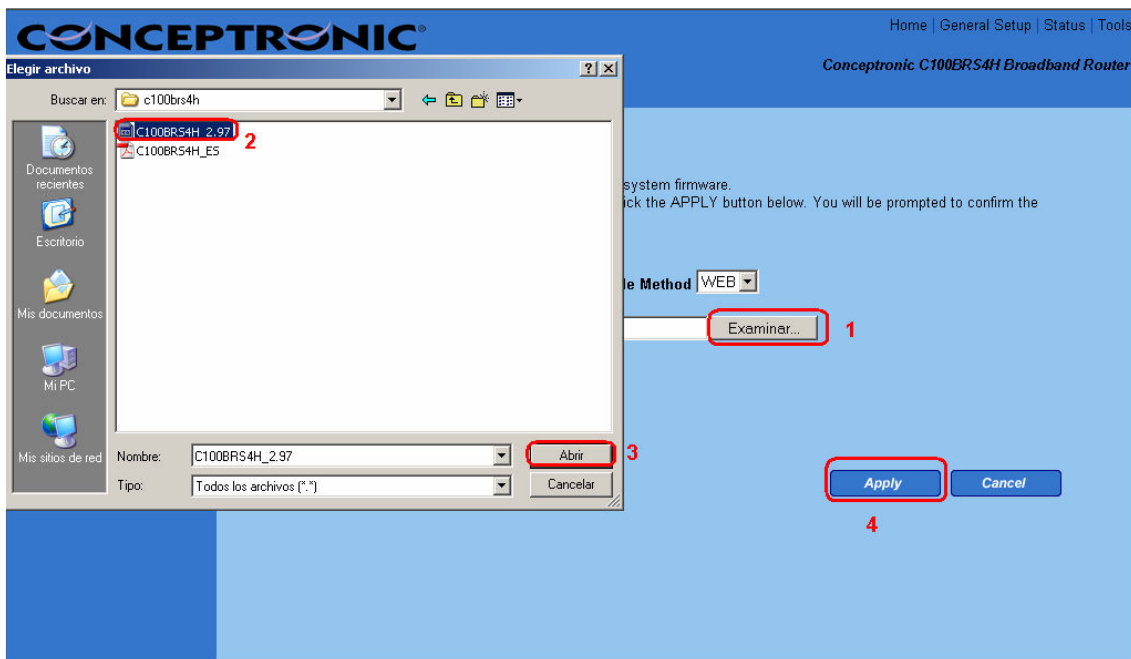 CONCEPTRONIC®
Home | General Setup | Status | Tools
Conceptronic C100BRS4H Broadband Router
Elegir archivo
Buscar en: c100brs4h
C100BRS4H_2.97
2
C100BRS4H_ES
Documentos
recientes
Escritorio
Mis documentos
Mi PC
Mis sitios de red
Nombre: C100BRS4H_2.97
Abrir
3
Tipo: Todos los archivos (*.*)
Cancelar
system firmware.
ick the APPLY button below. You will be prompted to confirm the
le Method WEB
Examinar...
1
Apply
Cancel
4